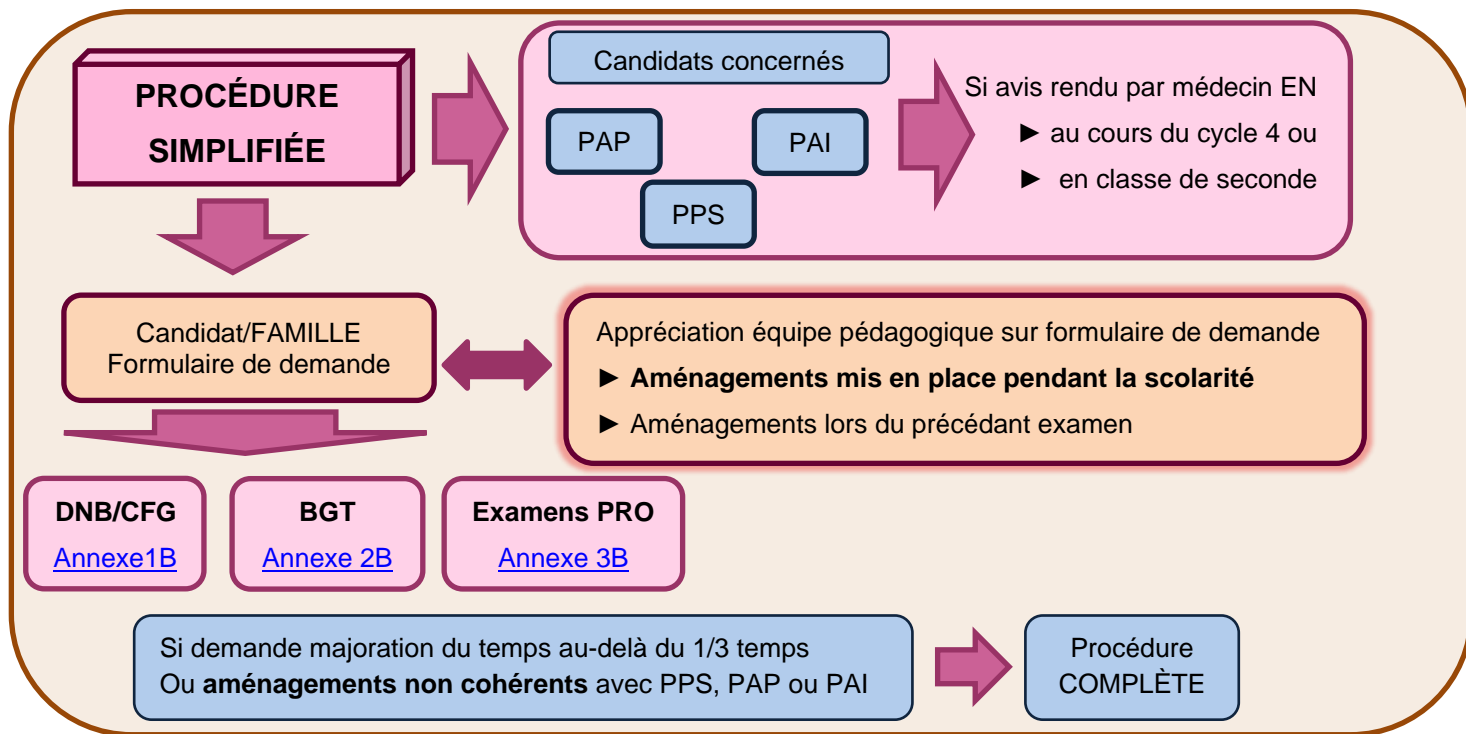 PROCÉDURE
SIMPLIFIÉE
Candidats concernés
PAP
PAI
PPS
Si avis rendu par médecin EN
► au cours du cycle 4 ou
► en classe de seconde
Candidat/FAMILLE
Formulaire de demande
Appréciation équipe pédagogique sur formulaire de demande
► Aménagements mis en place pendant la scolarité
► Aménagements lors du précédant examen
DNB/CFG
Annexe1B
BGT
Annexe 2B
Examens PRO
Annexe 3B
Si demande majoration du temps au-delà du 1/3 temps
Ou aménagements non cohérents avec PPS, PAP ou PAI
Procédure
COMPLÈTE